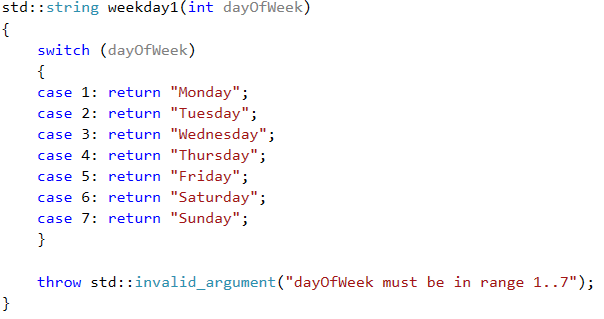 std::string weekday1(int dayOfWeek)
{
    switch (dayOfWeek)
    {
    case 1: return "Monday";
    case 2: return "Tuesday";
    case 3: return "Wednesday";
    case 4: return "Thursday";
    case 5: return "Friday";
    case 6: return "Saturday";
    case 7: return "Sunday";
    }

    throw std::invalid_argument("dayOfWeek must be in range 1..7");
}